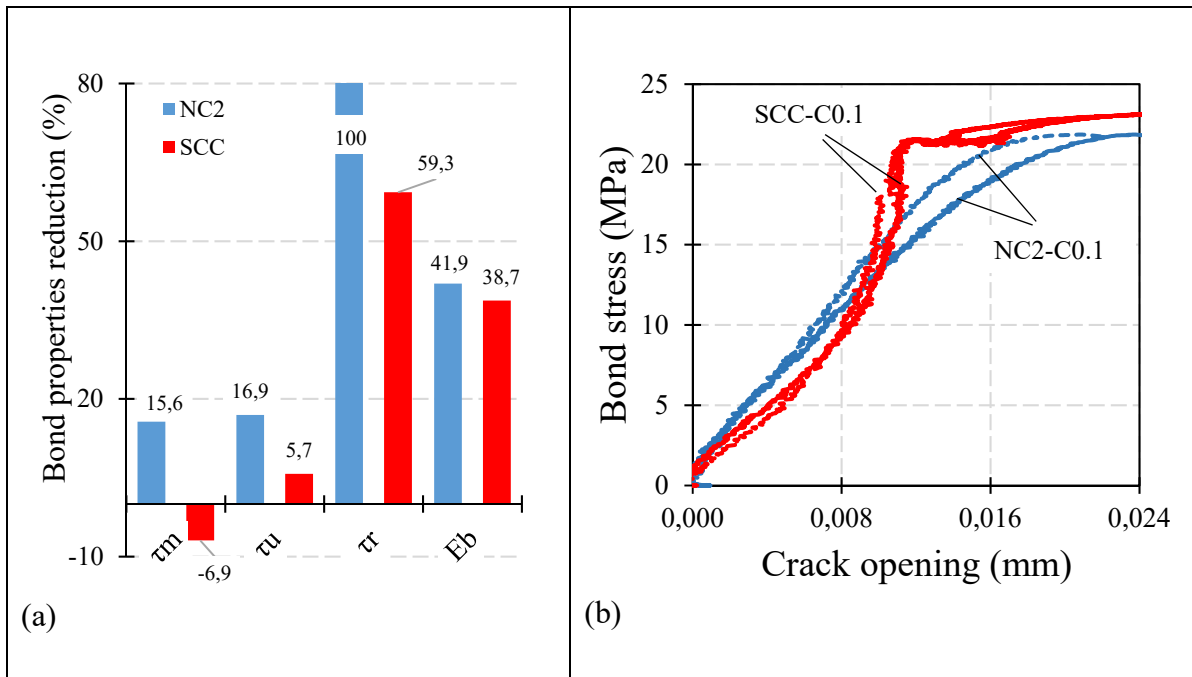 Bond properties reduction (%)
80
50
20
-10
NC2
SCC
15,6
-6,9
16,9
5,7
100
59,3
41,9
38,7
τm
τu
τr
Eb
(a)
Bond stress (MPa)
25
20
15
10
5
0
SCC-C0.1
NC2-C0.1
0,000
0,008
0,016
0,024
Crack opening (mm)
(b)